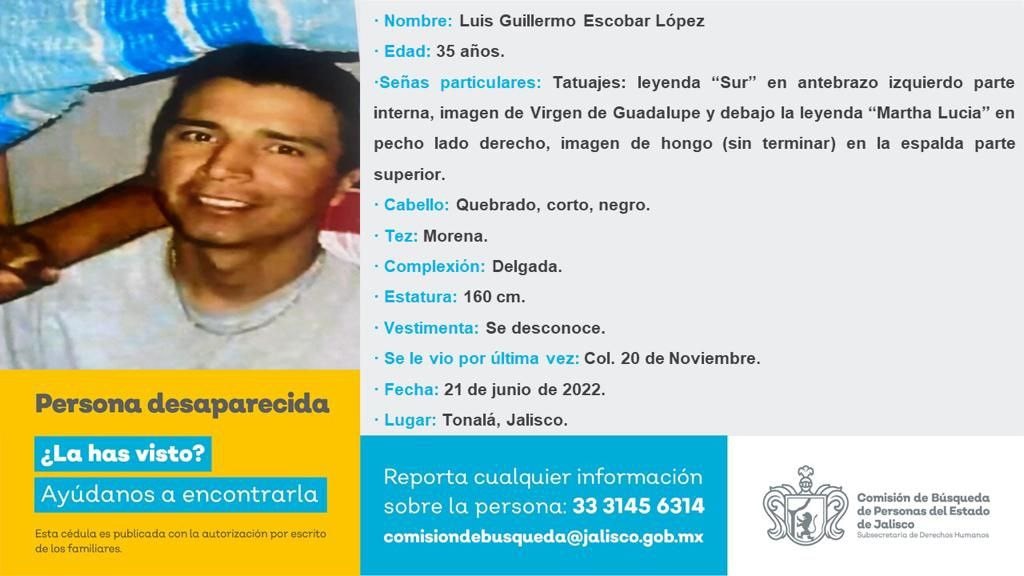 · Nombre: Luis Guillermo Escobar López
· Edad: 35 años.
·Señas particulares: Tatuajes: leyenda “Sur” en antebrazo izquierdo parte
interna, imagen de Virgen de Guadalupe y debajo la leyenda “Martha Lucia” en
pecho lado derecho, imagen de hongo (sin terminar) en la espalda parte
superior.
· Cabello: Quebrado, corto, negro.
· Tez: Morena.
· Complexión: Delgada.
· Estatura: 160 cm.
· Vestimenta: Se desconoce.
· Se le vio por última vez: Col. 20 de Noviembre.
· Fecha: 21 de junio de 2022.
· Lugar: Tonalá, Jalisco.
Persona desaparecida
¿La has visto?
Ayúdanos a encontrarla
Esta cédula es publicada con la autorización por escrito
de los familiares.
Reporta cualquier información
sobre la persona: 33 3145 6314
comisiondebusqueda@jalisco.gob.mx
Comisión de Búsqueda
de Personas del Estado
de Jalisco
Subsecretaría de Derechos Humanos